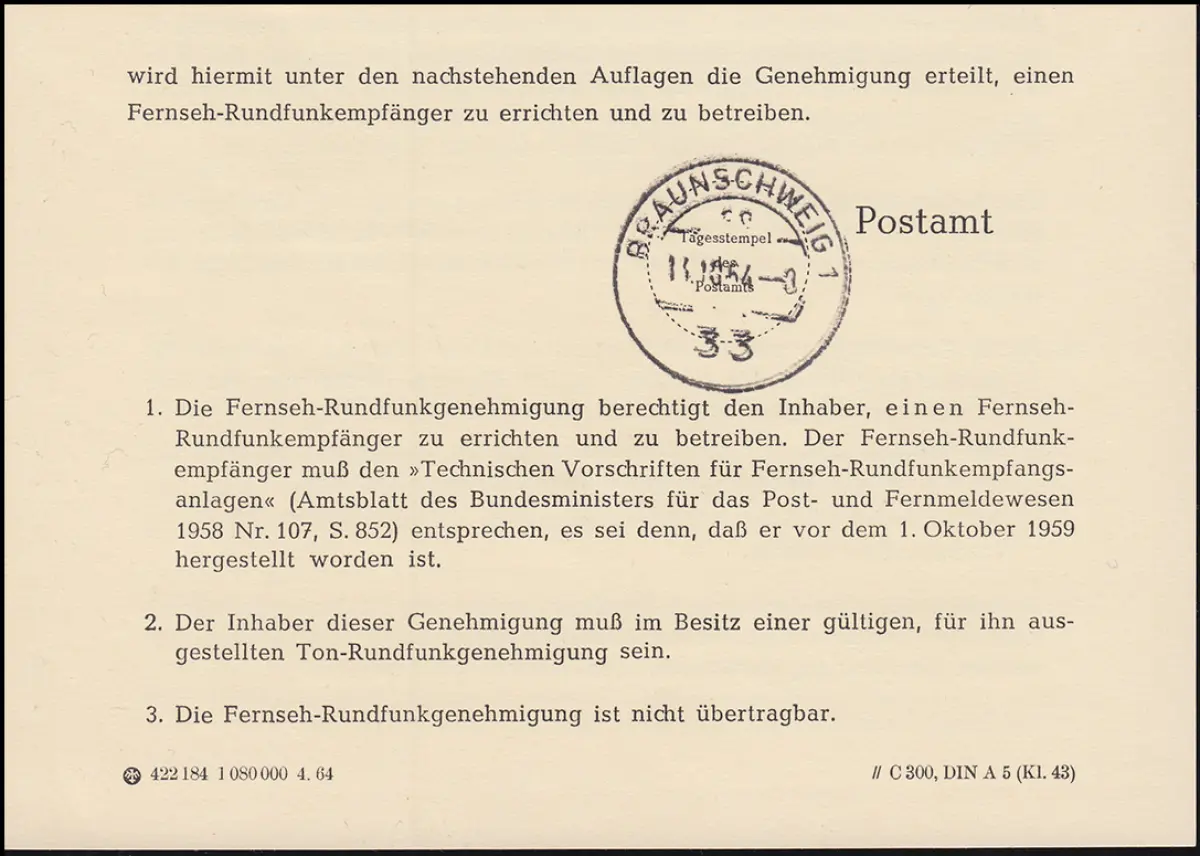 wird hiermit unter den nachstehenden Auflagen die Genehmigung erteilt, einen
Fernseh-Rundfunkempfänger zu errichten und zu betreiben.
BRAUNSCHWEIG 1
Postamt
Tagesstempel
des
Postamts
33
1. Die Fernseh-Rundfunkgenehmigung berechtigt den Inhaber, einen Fernseh-
Rundfunkempfänger zu errichten und zu betreiben. Der Fernseh-Rundfunk-
empfänger muß den »Technischen Vorschriften für Fernseh-Rundfunkempfangs-
anlagen« (Amtsblatt des Bundesministers für das Post- und Fernmeldewesen
1958 Nr. 107, S. 852) entsprechen, es sei denn, daß er vor dem 1. Oktober 1959
hergestellt worden ist.
2. Der Inhaber dieser Genehmigung muß im Besitz einer gültigen, für ihn aus-
gestellten Ton-Rundfunkgenehmigung sein.
3. Die Fernseh-Rundfunkgenehmigung ist nicht übertragbar.
422 184 1 080 000 4. 64
// C 300, DIN A 5 (Kl. 43)